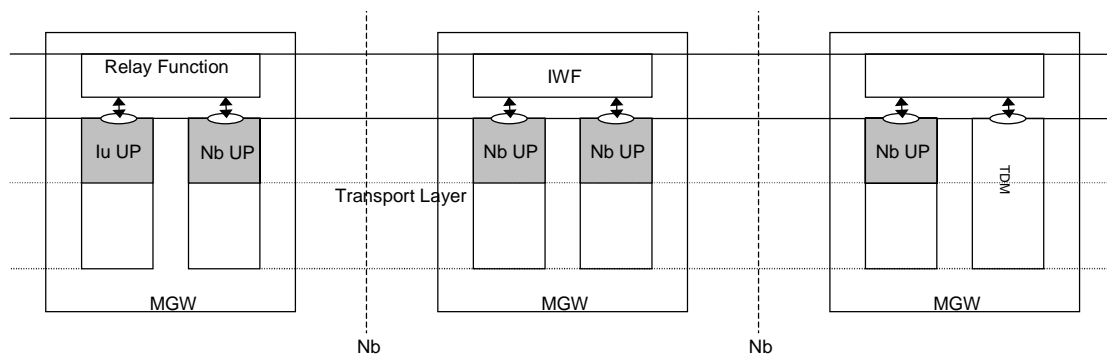 Relay Function
IWF
Iu UP
Nb UP
Nb UP
Nb UP
Nb UP
TDM
Transport Layer
MGW
MGW
MGW
Nb
Nb